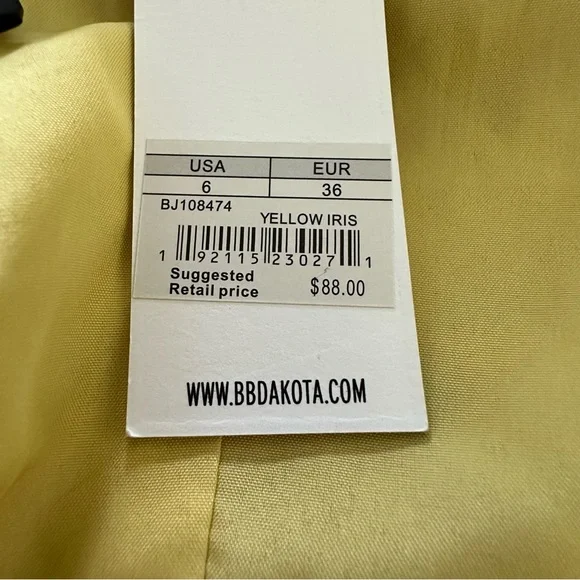 USA EUR
6 36
BJ108474
YELLOW IRIS
1 92115 23027 1
Suggested
Retail price $88.00
WWW.BBDAKOTA.COM